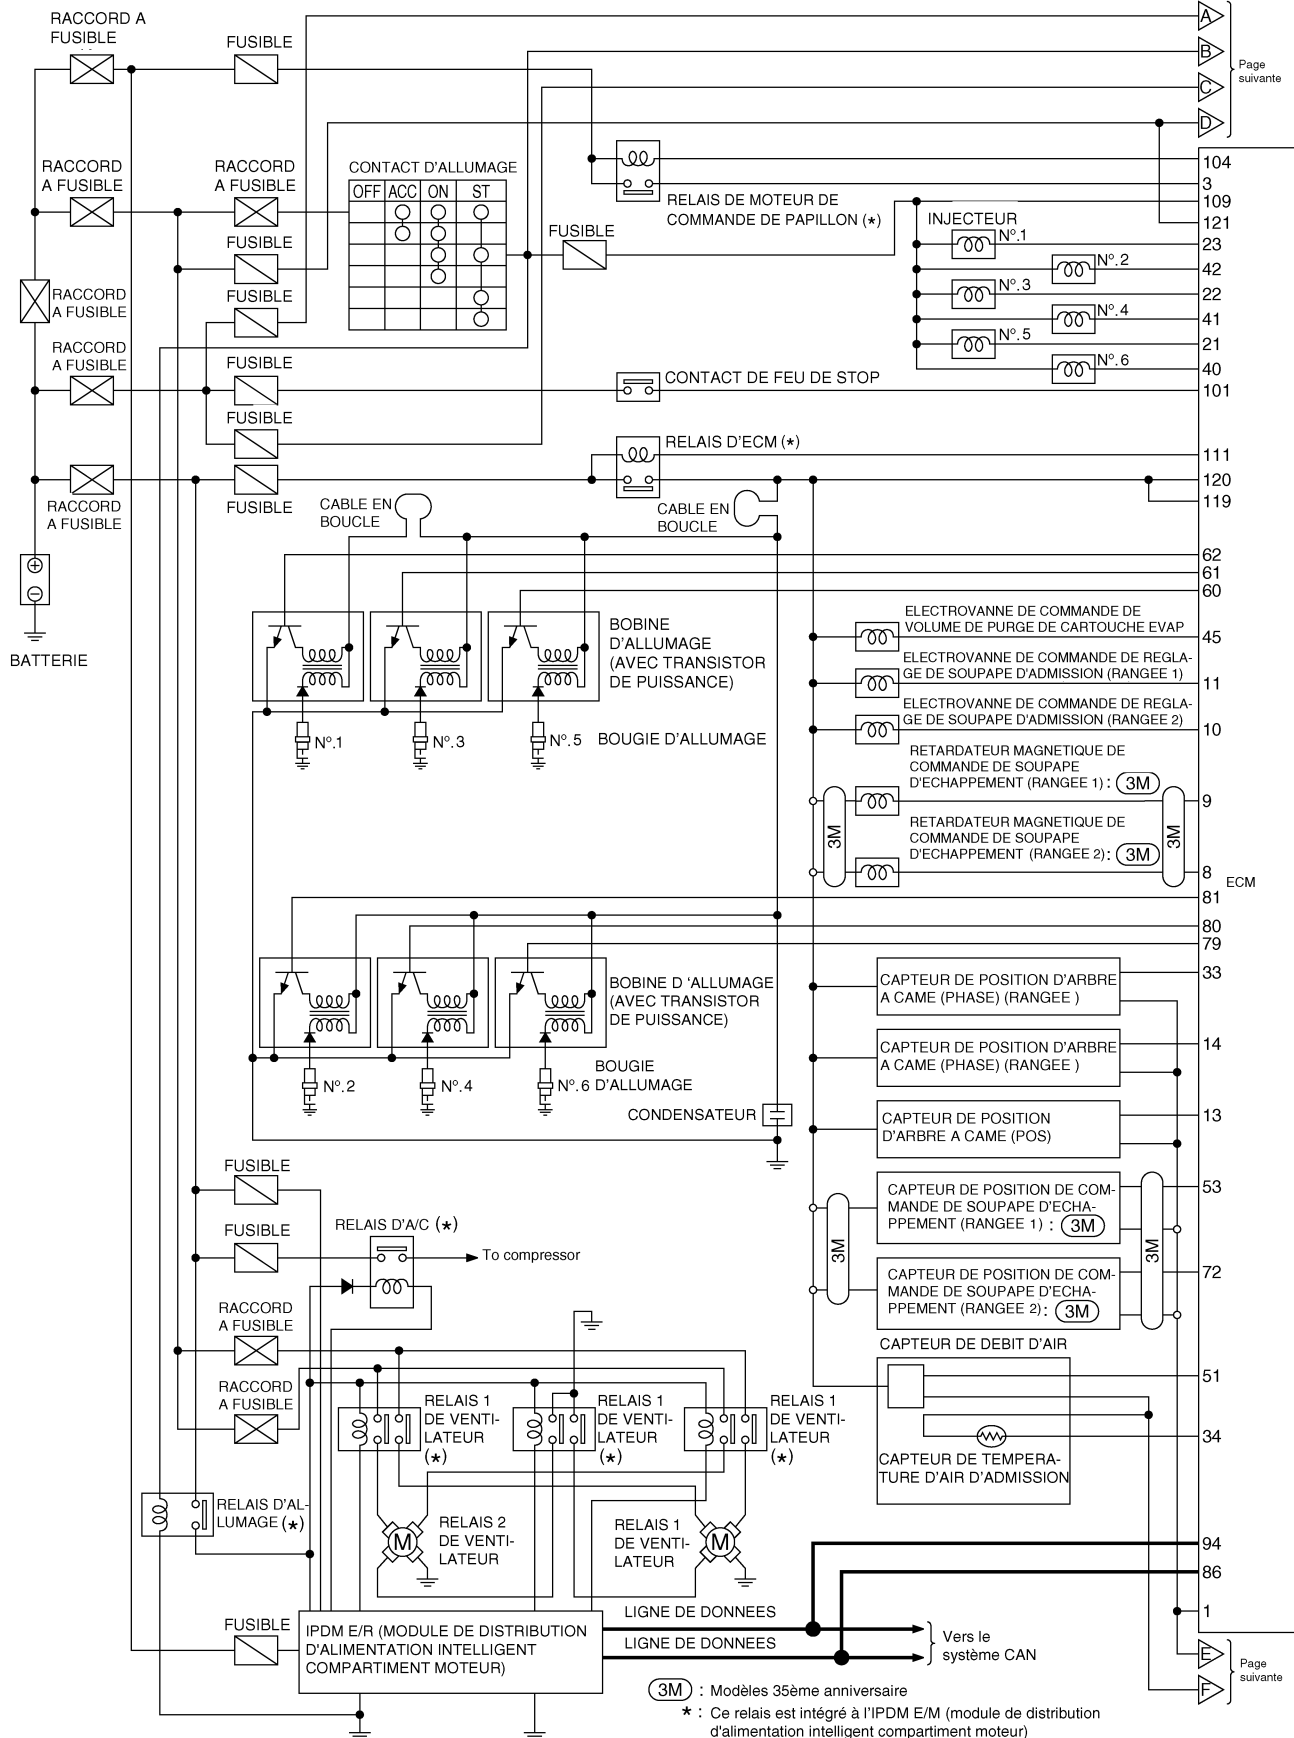 RACCORD A
FUSIBLE
FUSIBLE
A
B
C
D
Page
suivante
RACCORD
A FUSIBLE
RACCORD
A FUSIBLE
CONTACT D'ALLUMAGE
OFF ACC ON ST
FUSIBLE
FUSIBLE
FUSIBLE
RELAIS DE MOTEUR DE
COMMANDE DE PAPILLON (*)
INJECTEUR
Nº.1
Nº.2
Nº.3
Nº.4
Nº.5
Nº.6
104
3
109
121
23
42
22
41
21
40
101
RACCORD
A FUSIBLE
RACCORD
A FUSIBLE
FUSIBLE
CONTACT DE FEU DE STOP
FUSIBLE
RELAIS D'ECM (*)
111
120
119
RACCORD
A FUSIBLE
FUSIBLE
CABLE EN
BOUCLE
CABLE EN
BOUCLE
62
61
60
BATTERIE
BOBINE
D'ALLUMAGE
(AVEC TRANSISTOR
DE PUISSANCE)
Nº.1
Nº.3
Nº.5
BOUGIE D'ALLUMAGE
ELECTROVANNE DE COMMANDE DE
VOLUME DE PURGE DE CARTOUCHE EVAP
45
ELECTROVANNE DE COMMANDE DE REGLA-
GE DE SOUPAPE D'ADMISSION (RANGEE 1)
11
ELECTROVANNE DE COMMANDE DE REGLA-
GE DE SOUPAPE D'ADMISSION (RANGEE 2)
10
RETARDATEUR MAGNETIQUE DE
COMMANDE DE SOUPAPE
D'ECHAPPEMENT (RANGEE 1) : 3M
9
3M
3M
RETARDATEUR MAGNETIQUE DE
COMMANDE DE SOUPAPE
D'ECHAPPEMENT (RANGEE 2) : 3M
8
ECM
81
80
79
BOBINE D 'ALLUMAGE
(AVEC TRANSISTOR
DE PUISSANCE)
Nº.2
Nº.4
Nº.6
BOUGIE
D'ALLUMAGE
CONDENSATEUR
CAPTEUR DE POSITION D'ARBRE
A CAME (PHASE) (RANGEE )
33
CAPTEUR DE POSITION D'ARBRE
A CAME (PHASE) (RANGEE )
14
CAPTEUR DE POSITION
D'ARBRE A CAME (POS)
13
CAPTEUR DE POSITION DE COM-
MANDE DE SOUPAPE D'ECHA-
PPEMENT (RANGEE 1) : 3M
53
3M
3M
CAPTEUR DE POSITION DE COM-
MANDE DE SOUPAPE D'ECHA-
PPEMENT (RANGEE 2) : 3M
72
FUSIBLE
FUSIBLE
RELAIS D'A/C (*)
To compressor
RACCORD
A FUSIBLE
RACCORD
A FUSIBLE
RELAIS 1
DE VENTI-
LATEUR
(*)
RELAIS 1
DE VENTI-
LATEUR
(*)
RELAIS 1
DE VENTI-
LATEUR
(*)
CAPTEUR DE DEBIT D'AIR
51
34
CAPTEUR DE TEMPERA-
TURE D'AIR D'ADMISSION
RELAIS D'AL-
LUMAGE (*)
M
RELAIS 2
DE VENTI-
LATEUR
RELAIS 1
DE VENTI-
LATEUR
M
94
86
1
FUSIBLE
IPDM E/R (MODULE DE DISTRIBUTION
D'ALIMENTATION INTELLIGENT
COMPARTIMENT MOTEUR)
LIGNE DE DONNEES
LIGNE DE DONNEES
Vers le
système CAN
E
F
Page
suivante
3M : Modèles 35ème anniversaire
* : Ce relais est intégré à l'IPDM E/M (module de distribution
d'alimentation intelligent compartiment moteur)